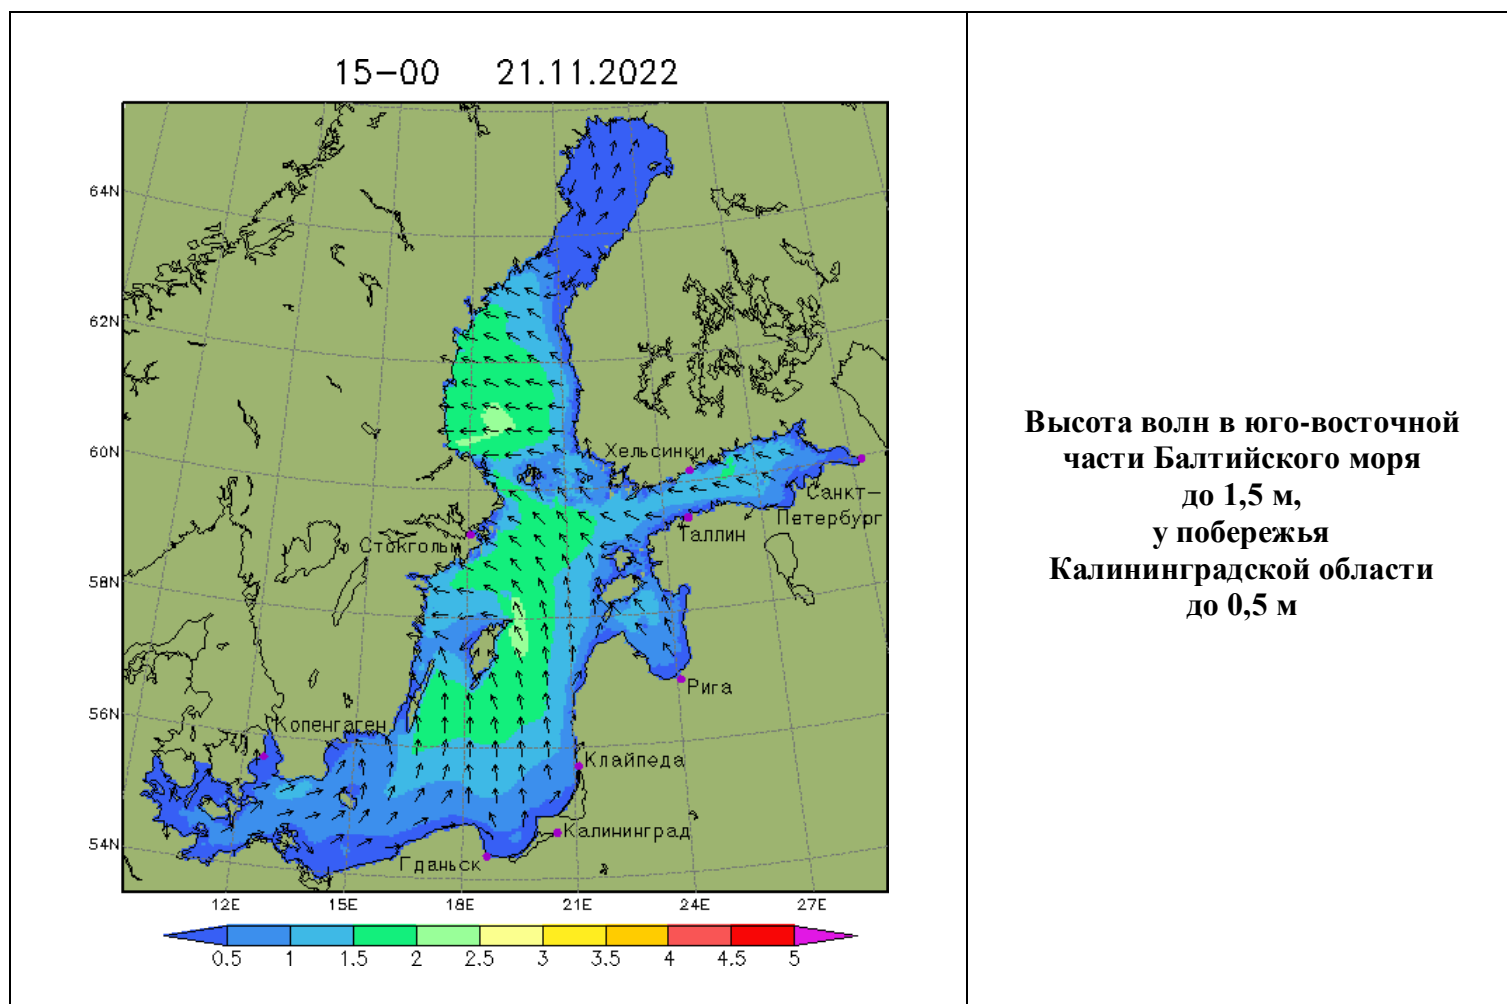 15-00 21.11.2022
64N
62N
Хельсинки
60N
Санкт-
Петербург
Таллин
Стокгольм
58N
Рига
56N
Копенгаген
Клайпеда
Калининград
54N
Гданьск
12E 15E 18E 21E 24E 27E
0.5 1 1.5 2 2.5 3 3.5 4 4.5 5
Высота волн в юго-восточной
части Балтийского моря
до 1,5 м,
у побережья
Калининградской области
до 0,5 м